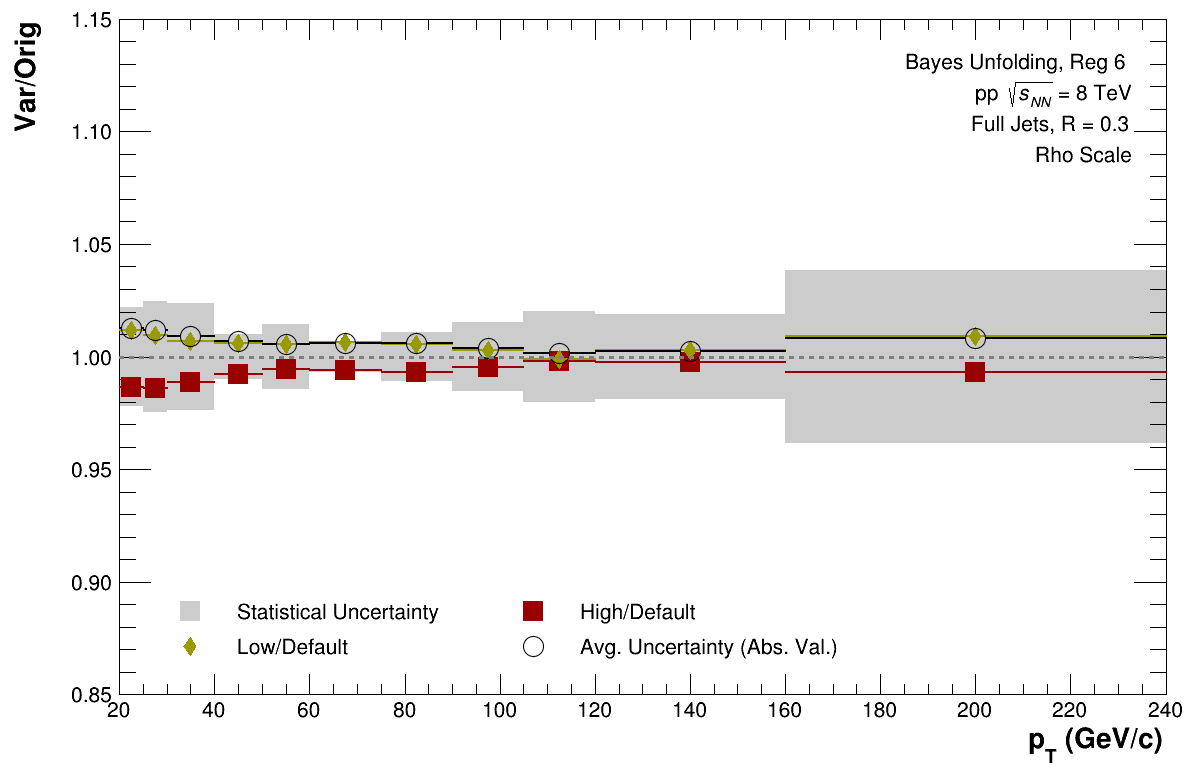 Var/Orig
1.15
1.10
1.05
1.00
0.95
0.90
0.85
Bayes Unfolding, Reg 6
pp √s_NN = 8 TeV
Full Jets, R = 0.3
Rho Scale
Statistical Uncertainty
High/Default
Low/Default
Avg. Uncertainty (Abs. Val.)
20 40 60 80 100 120 140 160 180 200 220 240
p_T (GeV/c)